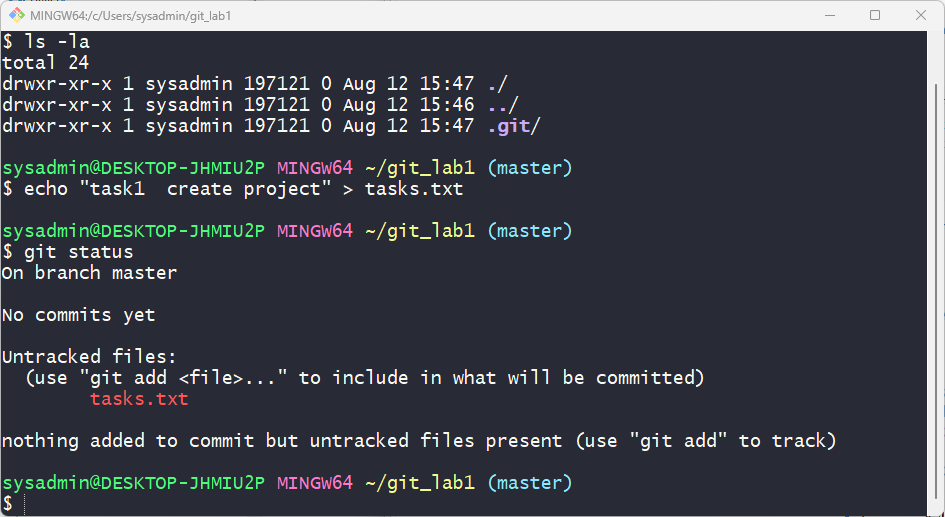 MINGW64:/c/Users/sysadmin/git_lab1
$ ls -la
total 24
drwxr-xr-x 1 sysadmin 197121 0 Aug 12 15:47 ./
drwxr-xr-x 1 sysadmin 197121 0 Aug 12 15:46 ../
drwxr-xr-x 1 sysadmin 197121 0 Aug 12 15:47 .git/
sysadmin@DESKTOP-JHMIU2P MINGW64 ~/git_lab1 (master)
$ echo "task1  create project" > tasks.txt
sysadmin@DESKTOP-JHMIU2P MINGW64 ~/git_lab1 (master)
$ git status
On branch master
No commits yet
Untracked files:
  (use "git add <file>..." to include in what will be committed)
        tasks.txt
nothing added to commit but untracked files present (use "git add" to track)
sysadmin@DESKTOP-JHMIU2P MINGW64 ~/git_lab1 (master)
$